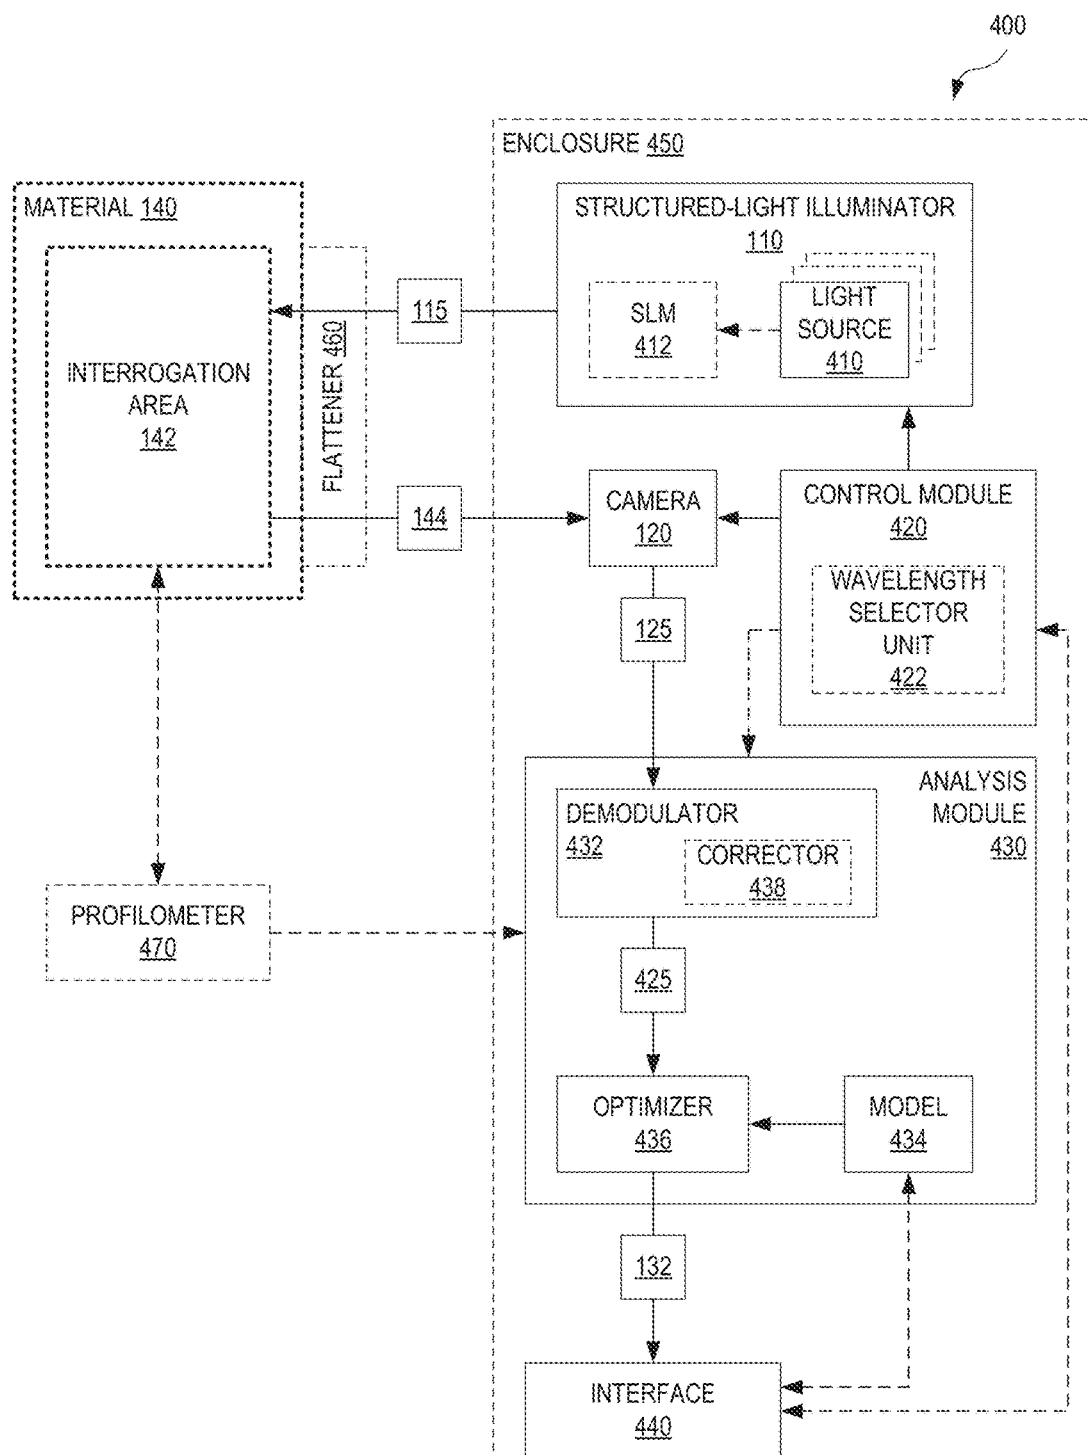 400
ENCLOSURE 450
MATERIAL 140
STRUCTURED-LIGHT ILLUMINATOR
110
115
SLM
412
LIGHT
SOURCE
410
INTERROGATION
AREA
142
FLATTENER 460
144
CAMERA
120
CONTROL MODULE
420
WAVELENGTH
SELECTOR
UNIT
422
125
ANALYSIS
MODULE
430
DEMODULATOR
432
CORRECTOR
438
PROFILOMETER
470
425
OPTIMIZER
436
MODEL
434
132
INTERFACE
440